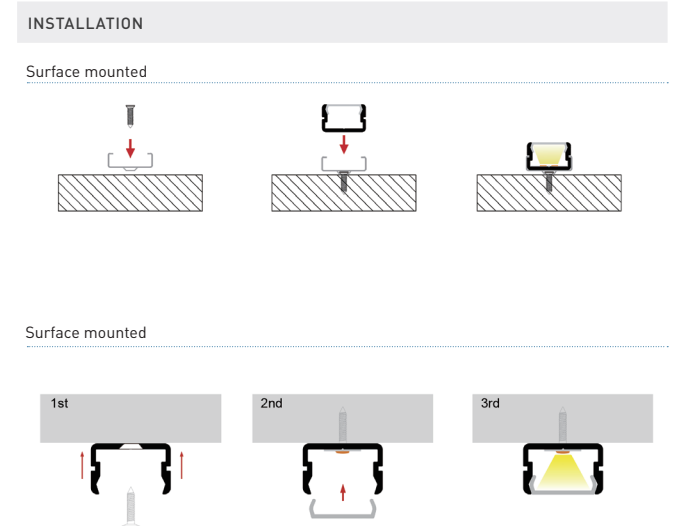 INSTALLATION
Surface mounted
Surface mounted
1st
2nd
3rd